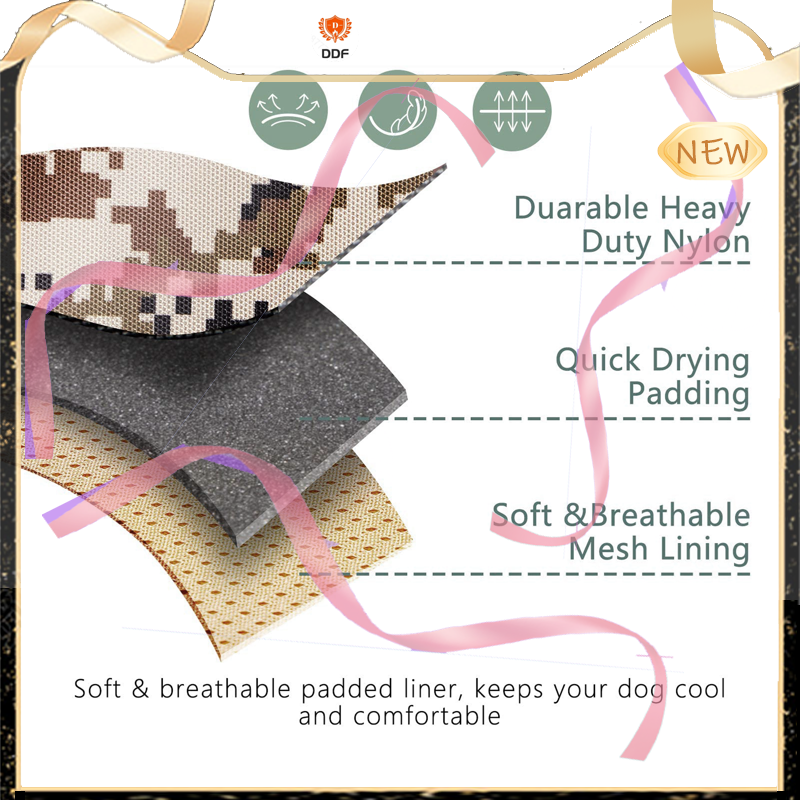 DDF
NEW
Duarable Heavy
Duty Nylon
Quick Drying
Padding
Soft &Breathable
Mesh Lining
Soft & breathable padded liner, keeps your dog cool
and comfortable